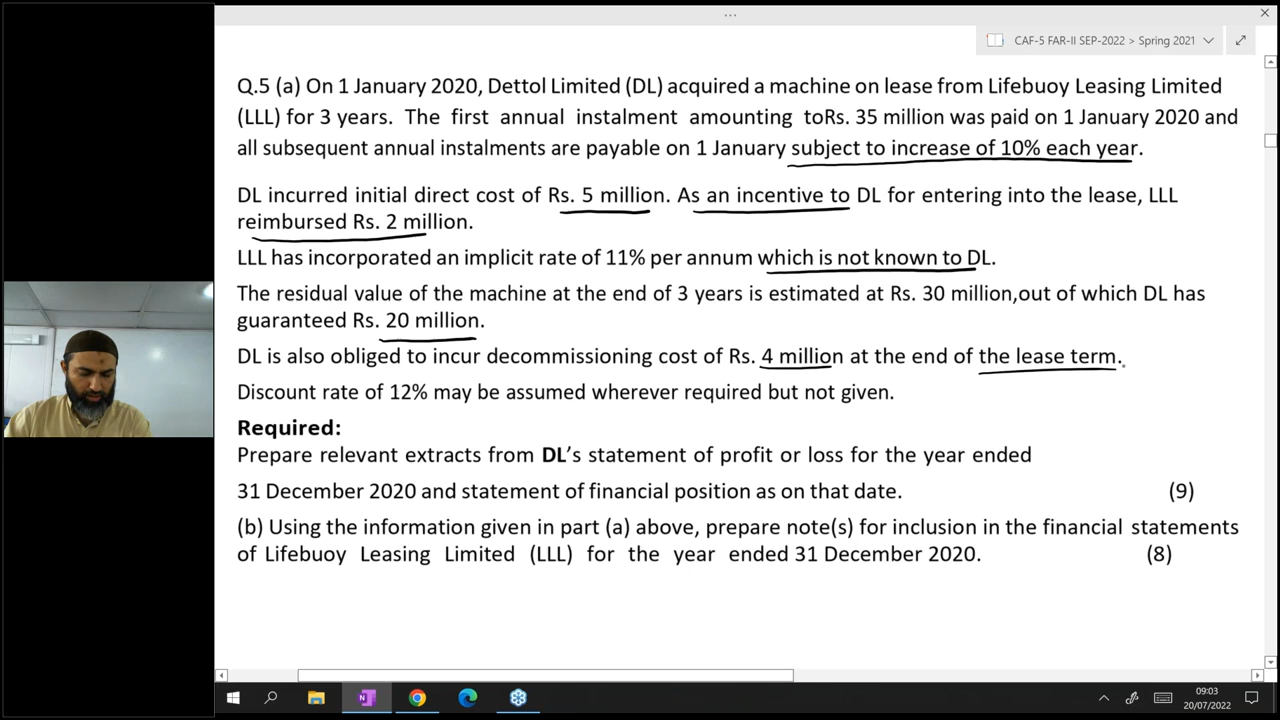 CAF-5 FAR-II SEP-2022 > Spring 2021
Q.5 (a) On 1 January 2020, Dettol Limited (DL) acquired a machine on lease from Lifebuoy Leasing Limited
(LLL) for 3 years. The first annual instalment amounting toRs. 35 million was paid on 1 January 2020 and
all subsequent annual instalments are payable on 1 January subject to increase of 10% each year.
DL incurred initial direct cost of Rs. 5 million. As an incentive to DL for entering into the lease, LLL
reimbursed Rs. 2 million.
LLL has incorporated an implicit rate of 11% per annum which is not known to DL.
The residual value of the machine at the end of 3 years is estimated at Rs. 30 million,out of which DL has
guaranteed Rs. 20 million.
DL is also obliged to incur decommissioning cost of Rs. 4 million at the end of the lease term.
Discount rate of 12% may be assumed wherever required but not given.
Required:
Prepare relevant extracts from DL's statement of profit or loss for the year ended
31 December 2020 and statement of financial position as on that date. (9)
(b) Using the information given in part (a) above, prepare note(s) for inclusion in the financial statements
of Lifebuoy Leasing Limited (LLL) for the year ended 31 December 2020. (8)
09:03
20/07/2022